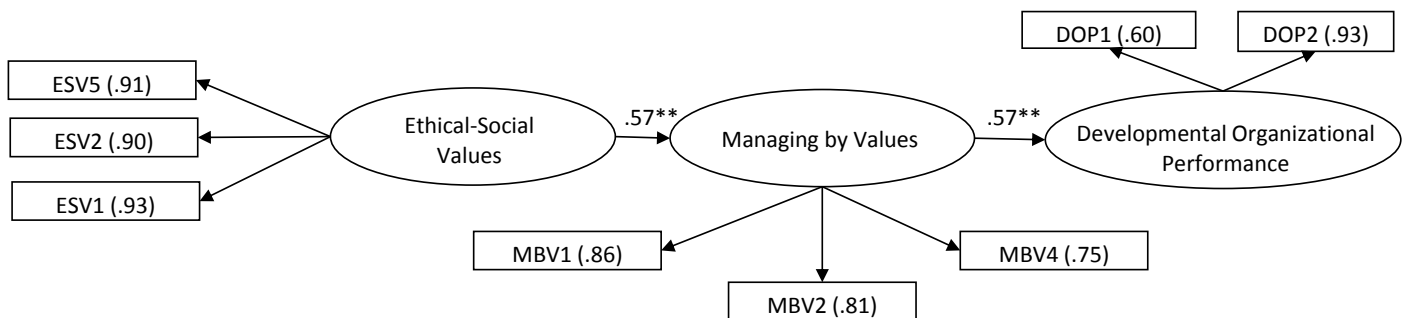 DOP1 (.60)
DOP2 (.93)
ESV5 (.91)
ESV2 (.90)
ESV1 (.93)
Ethical-Social
Values
.57**
Managing by Values
.57**
Developmental Organizational
Performance
MBV1 (.86)
MBV4 (.75)
MBV2 (.81)